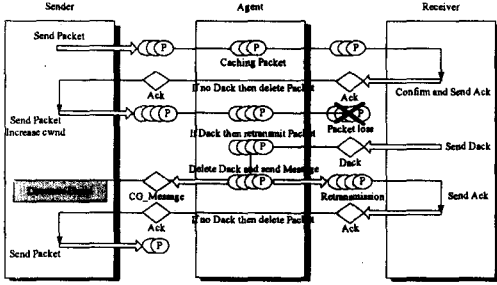 Sender Agent Receiver
Send Packet
P P P
Caching Packet
If no Dack then delete Packet
Ack Ack
Confirm and Send Ack
Send Packet
Increase cwnd
P P P
If Dack then retransmit Packet
Packet loss
P
Dack
Send Dack
Delete Dack and send Message
P P
CG_Message
Retransmission
Send Ack
If no Dack then delete Packet
Ack Ack
Send Packet
P